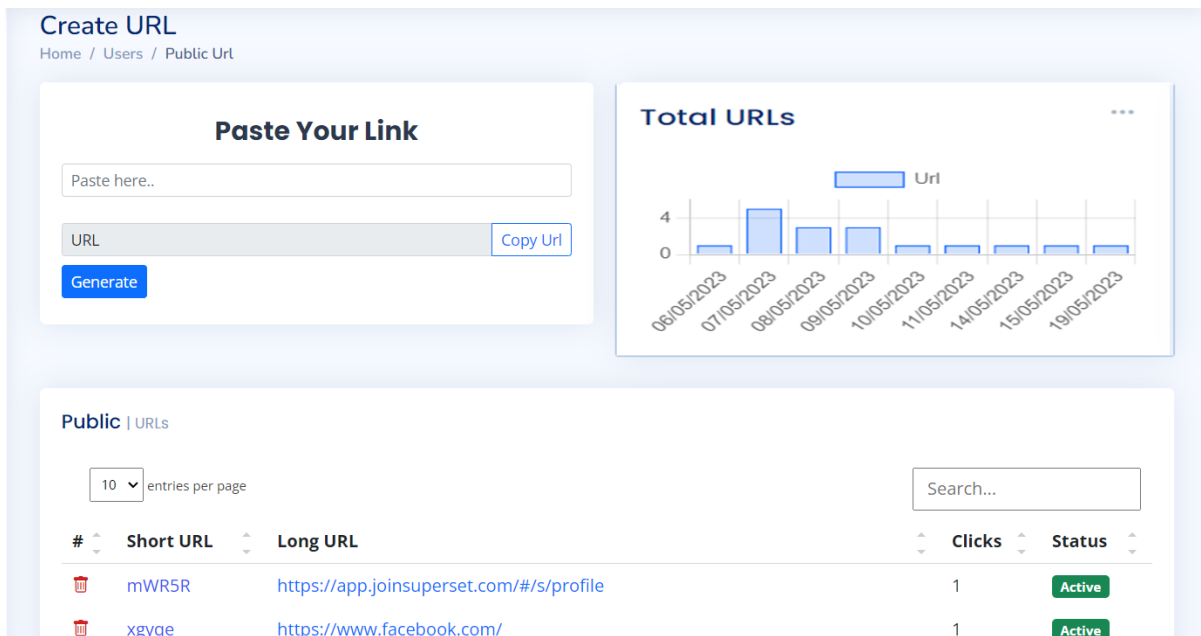 Create URL
Home / Users / Public Url
Paste Your Link
Paste here..
URL
Copy Url
Generate
Total URLs
Url
4
0
06/05/2023
07/05/2023
08/05/2023
09/05/2023
10/05/2023
11/05/2023
14/05/2023
15/05/2023
19/05/2023
Public | URLs
10 entries per page
Search...
# Short URL Long URL Clicks Status
mWR5R https://app.joinsuperset.com/#/s/profile 1 Active
xgvqe https://www.facebook.com/ 1 Active